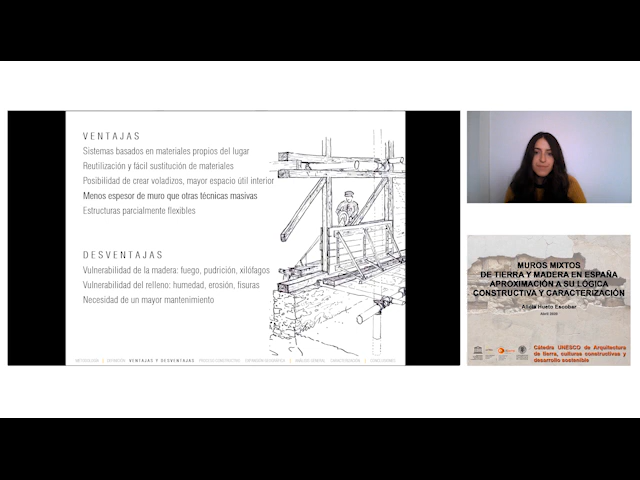 VENTAJAS
Sistemas basados en materiales propios del lugar
Reutilización y fácil sustitución de materiales
Posibilidad de crear voladizos, mayor espacio útil interior
Menos espesor de muro que otras técnicas masivas
Estructuras parcialmente flexibles
DESVENTAJAS
Vulnerabilidad de la madera: fuego, pudrición, xilófagos
Vulnerabilidad del relleno: humedad, erosión, fisuras
Necesidad de un mayor mantenimiento
VENTAJAS Y DESVENTAJAS
MUROS MIXTOS
DE TIERRA Y MADERA EN ESPAÑA
APROXIMACIÓN A SU LÓGICA
CONSTRUCTIVA Y CARACTERIZACIÓN
Alicia Hueto Escobar
Cátedra UNESCO de Arquitectura
de tierra, culturas constructivas y
desarrollo sostenible